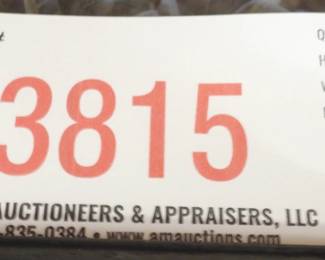 3815
AUCTIONEERS & APPRAISERS, LLC
-835-0384 • www.amauctions.com